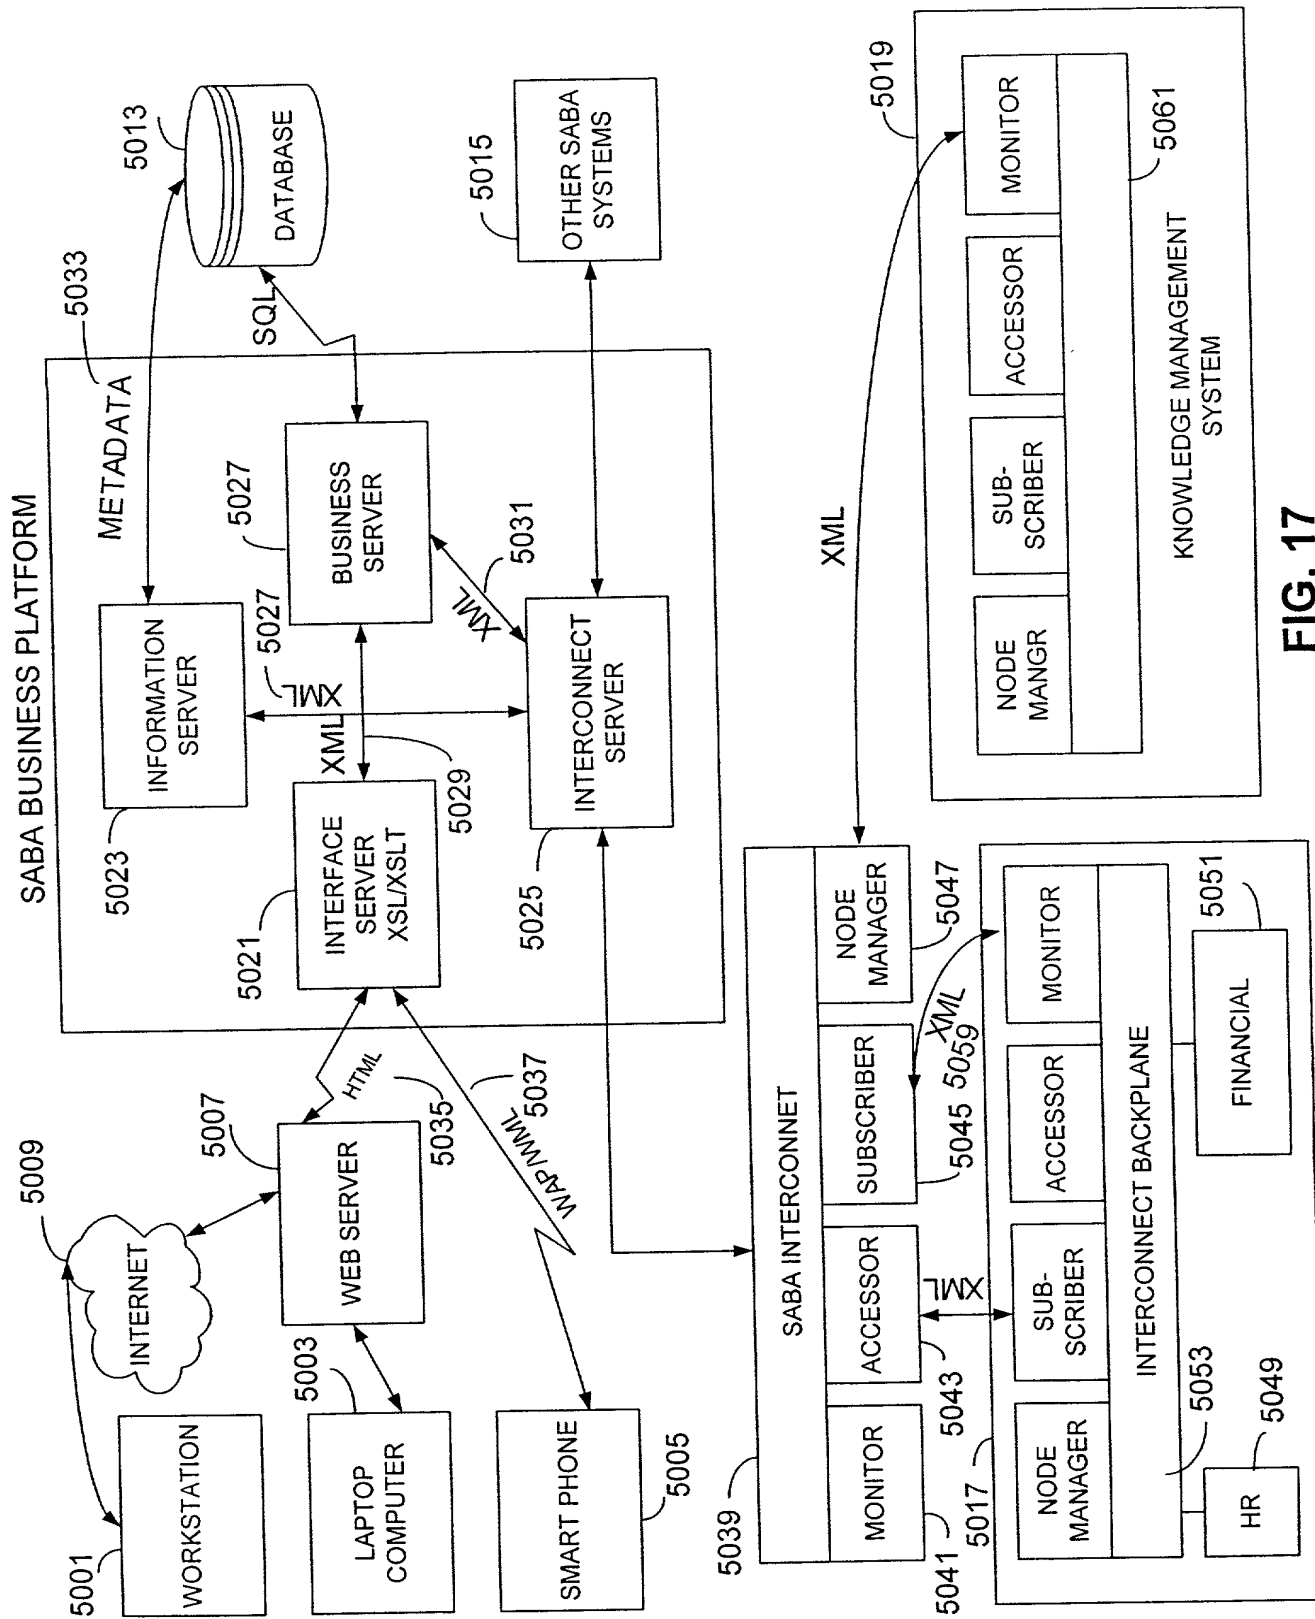 SABA BUSINESS PLATFORM
5001
WORKSTATION
5009
INTERNET
5003
LAPTOP
COMPUTER
5007
WEB SERVER
HTML
5035
5005
SMART PHONE
WAP/WML
5037
5023
INFORMATION
SERVER
METADATA
5033
5013
DATABASE
SQL
5021
INTERFACE
SERVER
XSL/XSLT
XML
5029
XML
5027
5027
BUSINESS
SERVER
XML
5031
5025
INTERCONNECT
SERVER
5015
OTHER SABA
SYSTEMS
5039
SABA INTERCONNET
MONITOR
5041
ACCESSOR
5043
SUBSCRIBER
5045
NODE
MANAGER
5047
XML
XML
5059
XML
5017
NODE
MANAGER
SUB-
SCRIBER
ACCESSOR
MONITOR
INTERCONNECT BACKPLANE
5053
HR
5049
FINANCIAL
5051
5019
NODE
MANGR
SUB-
SCRIBER
ACCESSOR
MONITOR
5061
KNOWLEDGE MANAGEMENT
SYSTEM
FIG. 17